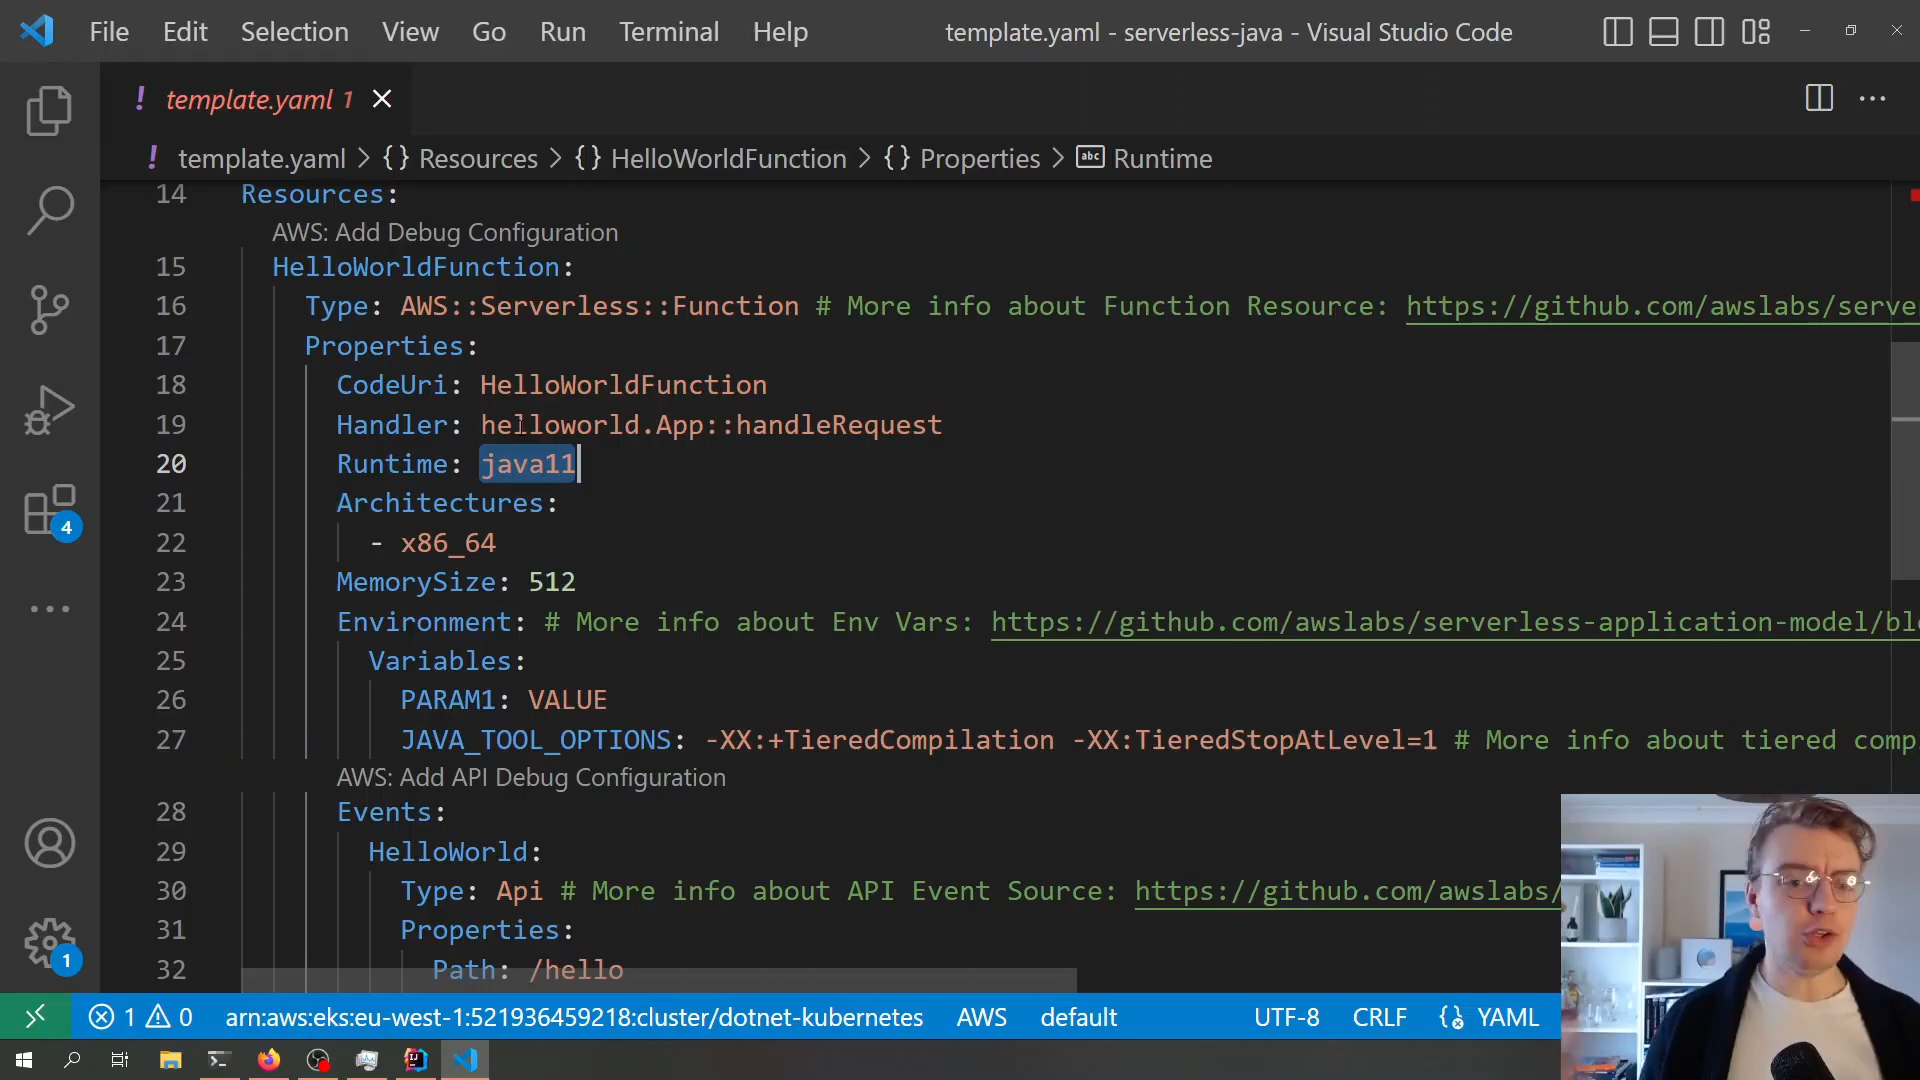 File Edit Selection View Go Run Terminal Help template.yaml - serverless-java - Visual Studio Code
template.yaml 1
template.yaml > {} Resources > {} HelloWorldFunction > {} Properties > abc Runtime
14 Resources:
AWS: Add Debug Configuration
15 HelloWorldFunction:
16 Type: AWS::Serverless::Function # More info about Function Resource: https://github.com/awslabs/serve
17 Properties:
18 CodeUri: HelloWorldFunction
19 Handler: helloworld.App::handleRequest
20 Runtime: java11
21 Architectures:
22 - x86_64
23 MemorySize: 512
24 Environment: # More info about Env Vars: https://github.com/awslabs/serverless-application-model/bl
25 Variables:
26 PARAM1: VALUE
27 JAVA_TOOL_OPTIONS: -XX:+TieredCompilation -XX:TieredStopAtLevel=1 # More info about tiered comp
AWS: Add API Debug Configuration
28 Events:
29 HelloWorld:
30 Type: Api # More info about API Event Source: https://github.com/awslabs/
31 Properties:
32 Path: /hello
4
1
1 0 arn:aws:eks:eu-west-1:521936459218:cluster/dotnet-kubernetes AWS default UTF-8 CRLF YAML